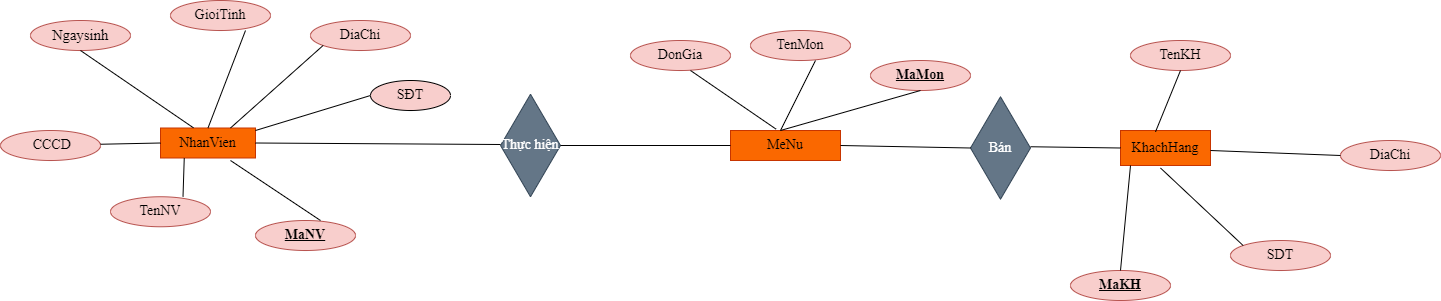 GioiTinh
Ngaysinh
DiaChi
SĐT
CCCD
NhanVien
TenNV
MaNV
Thực hiện
DonGia
TenMon
MaMon
MeNu
Bán
TenKH
KhachHang
DiaChi
SDT
MaKH